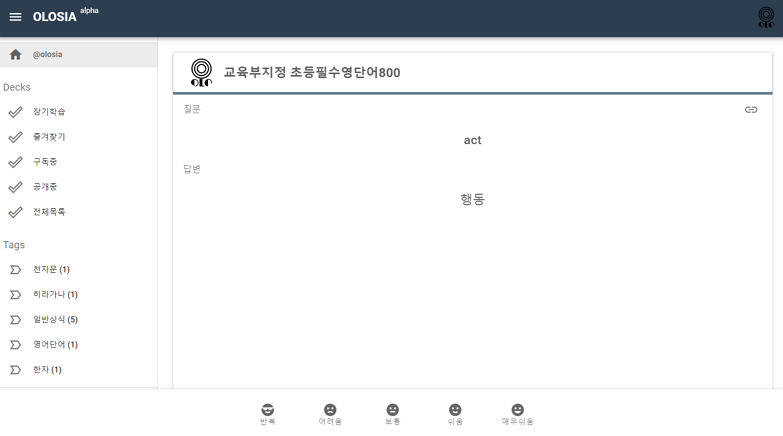 OLOSIA alpha
@olosia
Decks
장기학습
즐겨찾기
구독중
공개중
전체목록
Tags
천자문 (1)
히라가나 (1)
일반상식 (5)
영어단어 (1)
한자 (1)
OLO 교육부지정 초등필수영단어800
질문
act
답변
행동
반복
어려움
보통
쉬움
매우쉬움